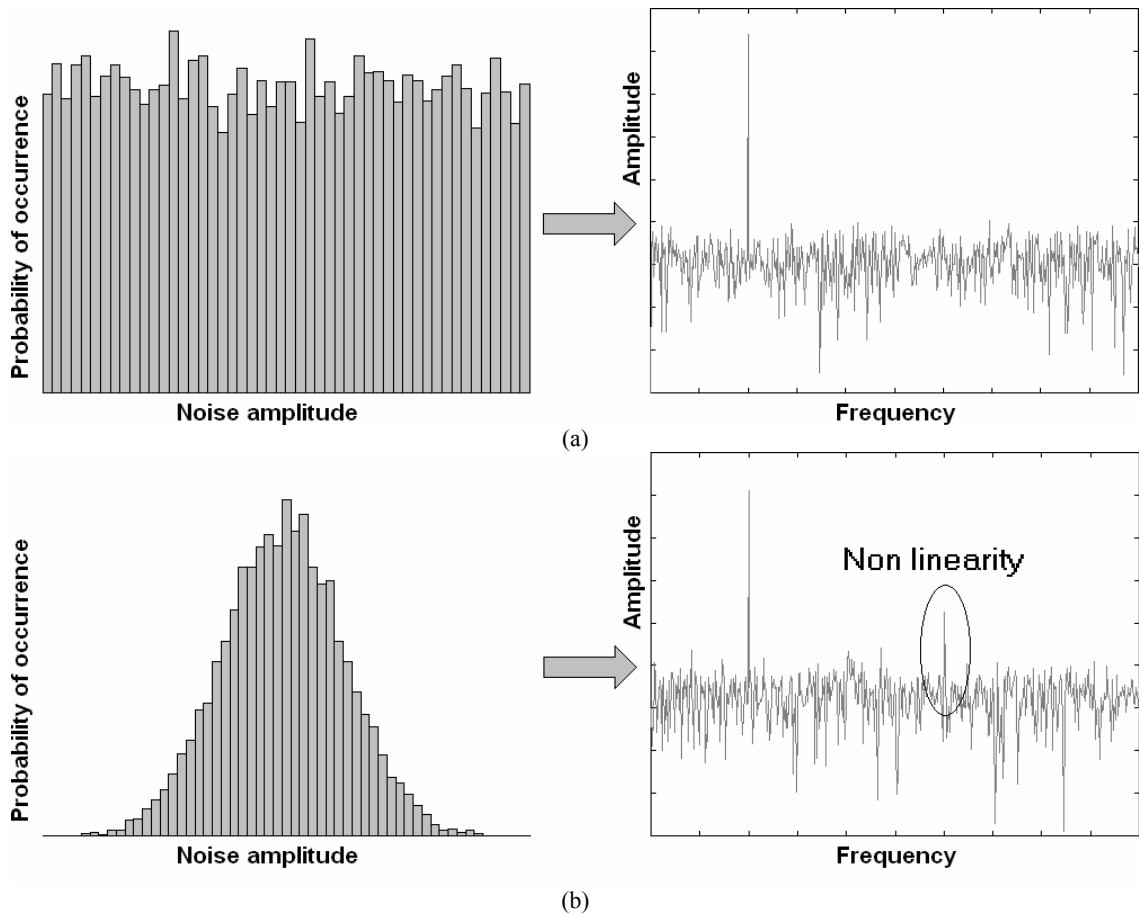 Probability of occurrence
Noise amplitude
Amplitude
Frequency
(a)
Probability of occurrence
Noise amplitude
Amplitude
Non linearity
Frequency
(b)